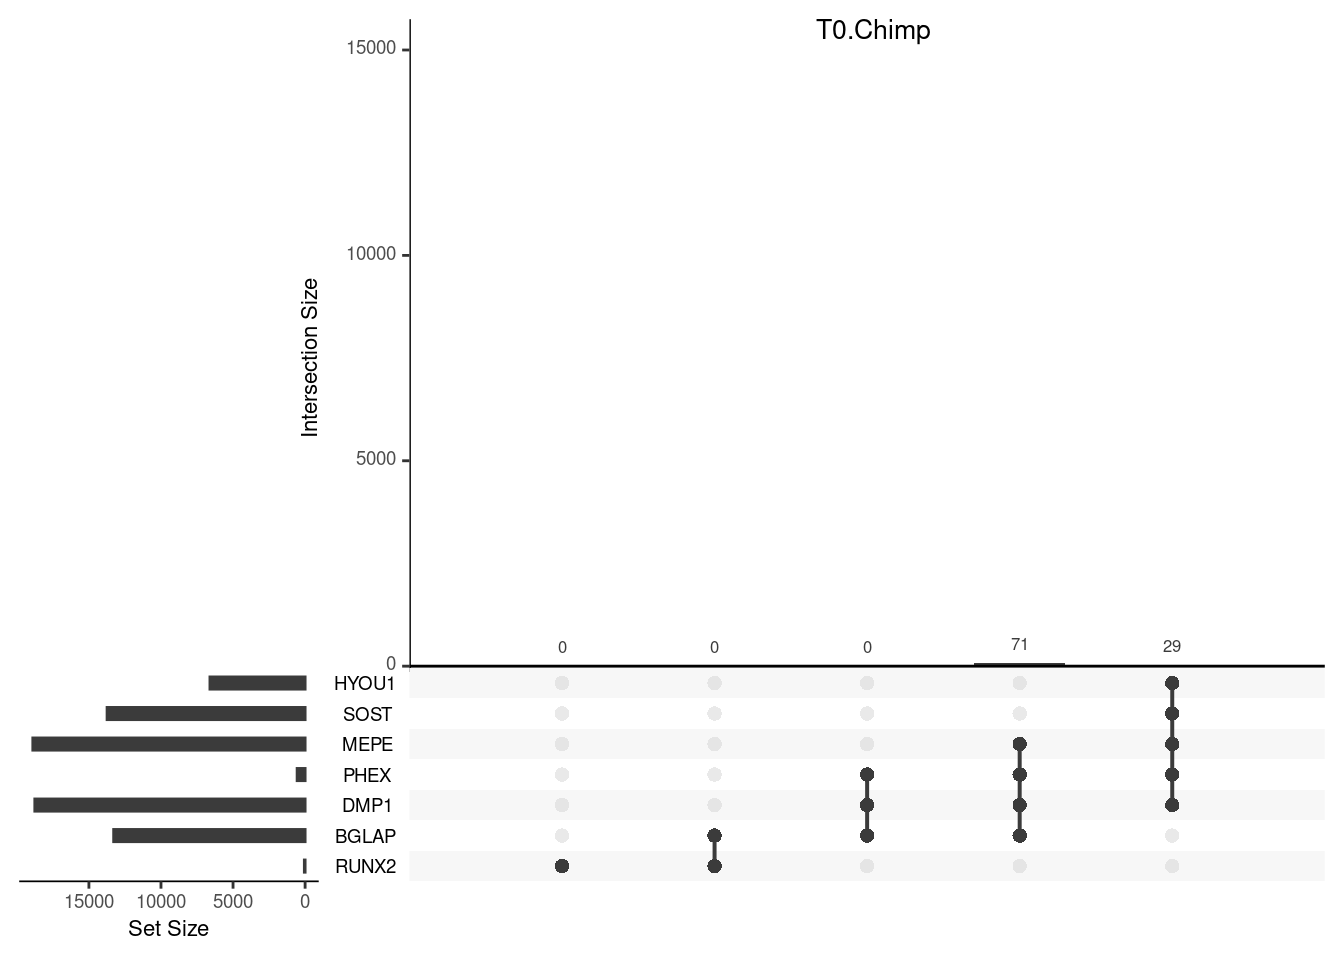 T0.Chimp
15000
10000
5000
0
Intersection Size
0 0 0 71 29
HYOU1
SOST
MEPE
PHEX
DMP1
BGLAP
RUNX2
15000 10000 5000 0
Set Size